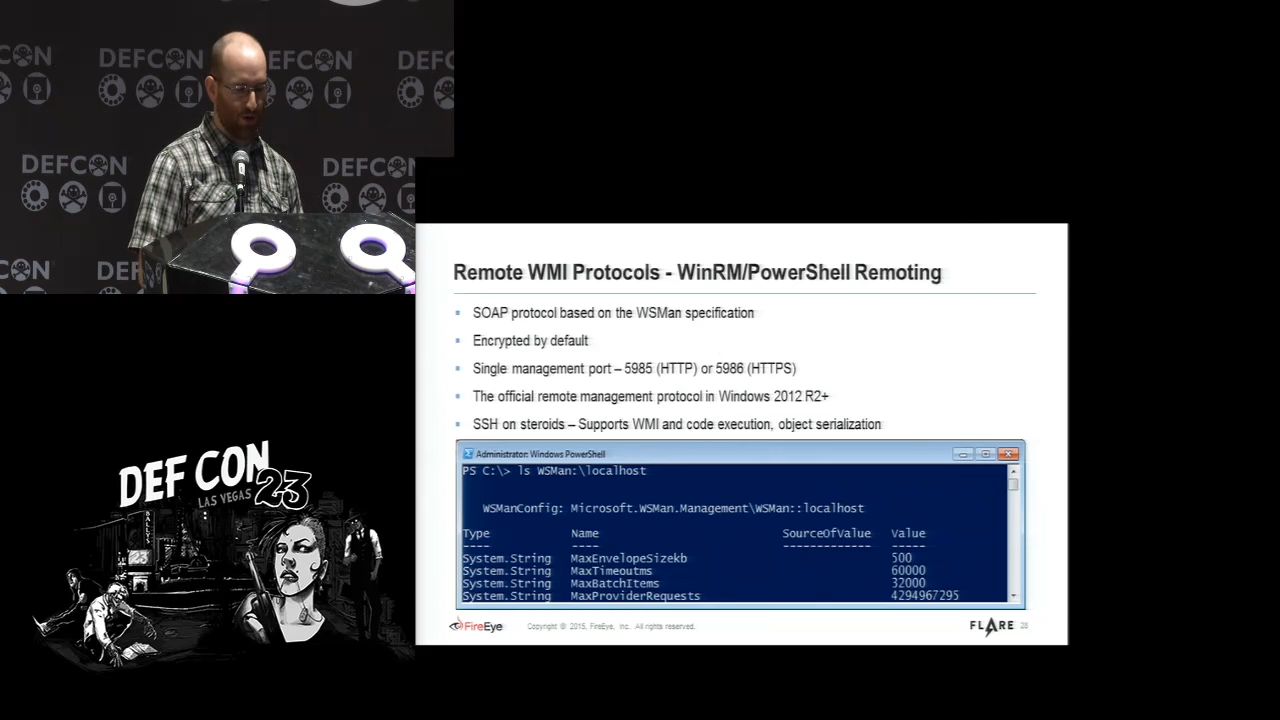 DEFCON
DEFCON
DEFCON
DEF
DEFCON
DEFCON
DEF
DEF CON
LAS VEGAS 23
Remote WMI Protocols - WinRM/PowerShell Remoting
SOAP protocol based on the WSMan specification
Encrypted by default
Single management port – 5985 (HTTP) or 5986 (HTTPS)
The official remote management protocol in Windows 2012 R2+
SSH on steroids – Supports WMI and code execution, object serialization
Administrator: Windows PowerShell
PS C:\> ls WSMan:\localhost
WSManConfig: Microsoft.WSMan.Management\WSMan::localhost
Type Name SourceOfValue Value
---- ---- ------------- -----
System.String MaxEnvelopeSizekb 500
System.String MaxTimeoutms 60000
System.String MaxBatchItems 32000
System.String MaxProviderRequests 4294967295
FireEye Copyright © 2015, FireEye, Inc. All rights reserved. FLARE 28